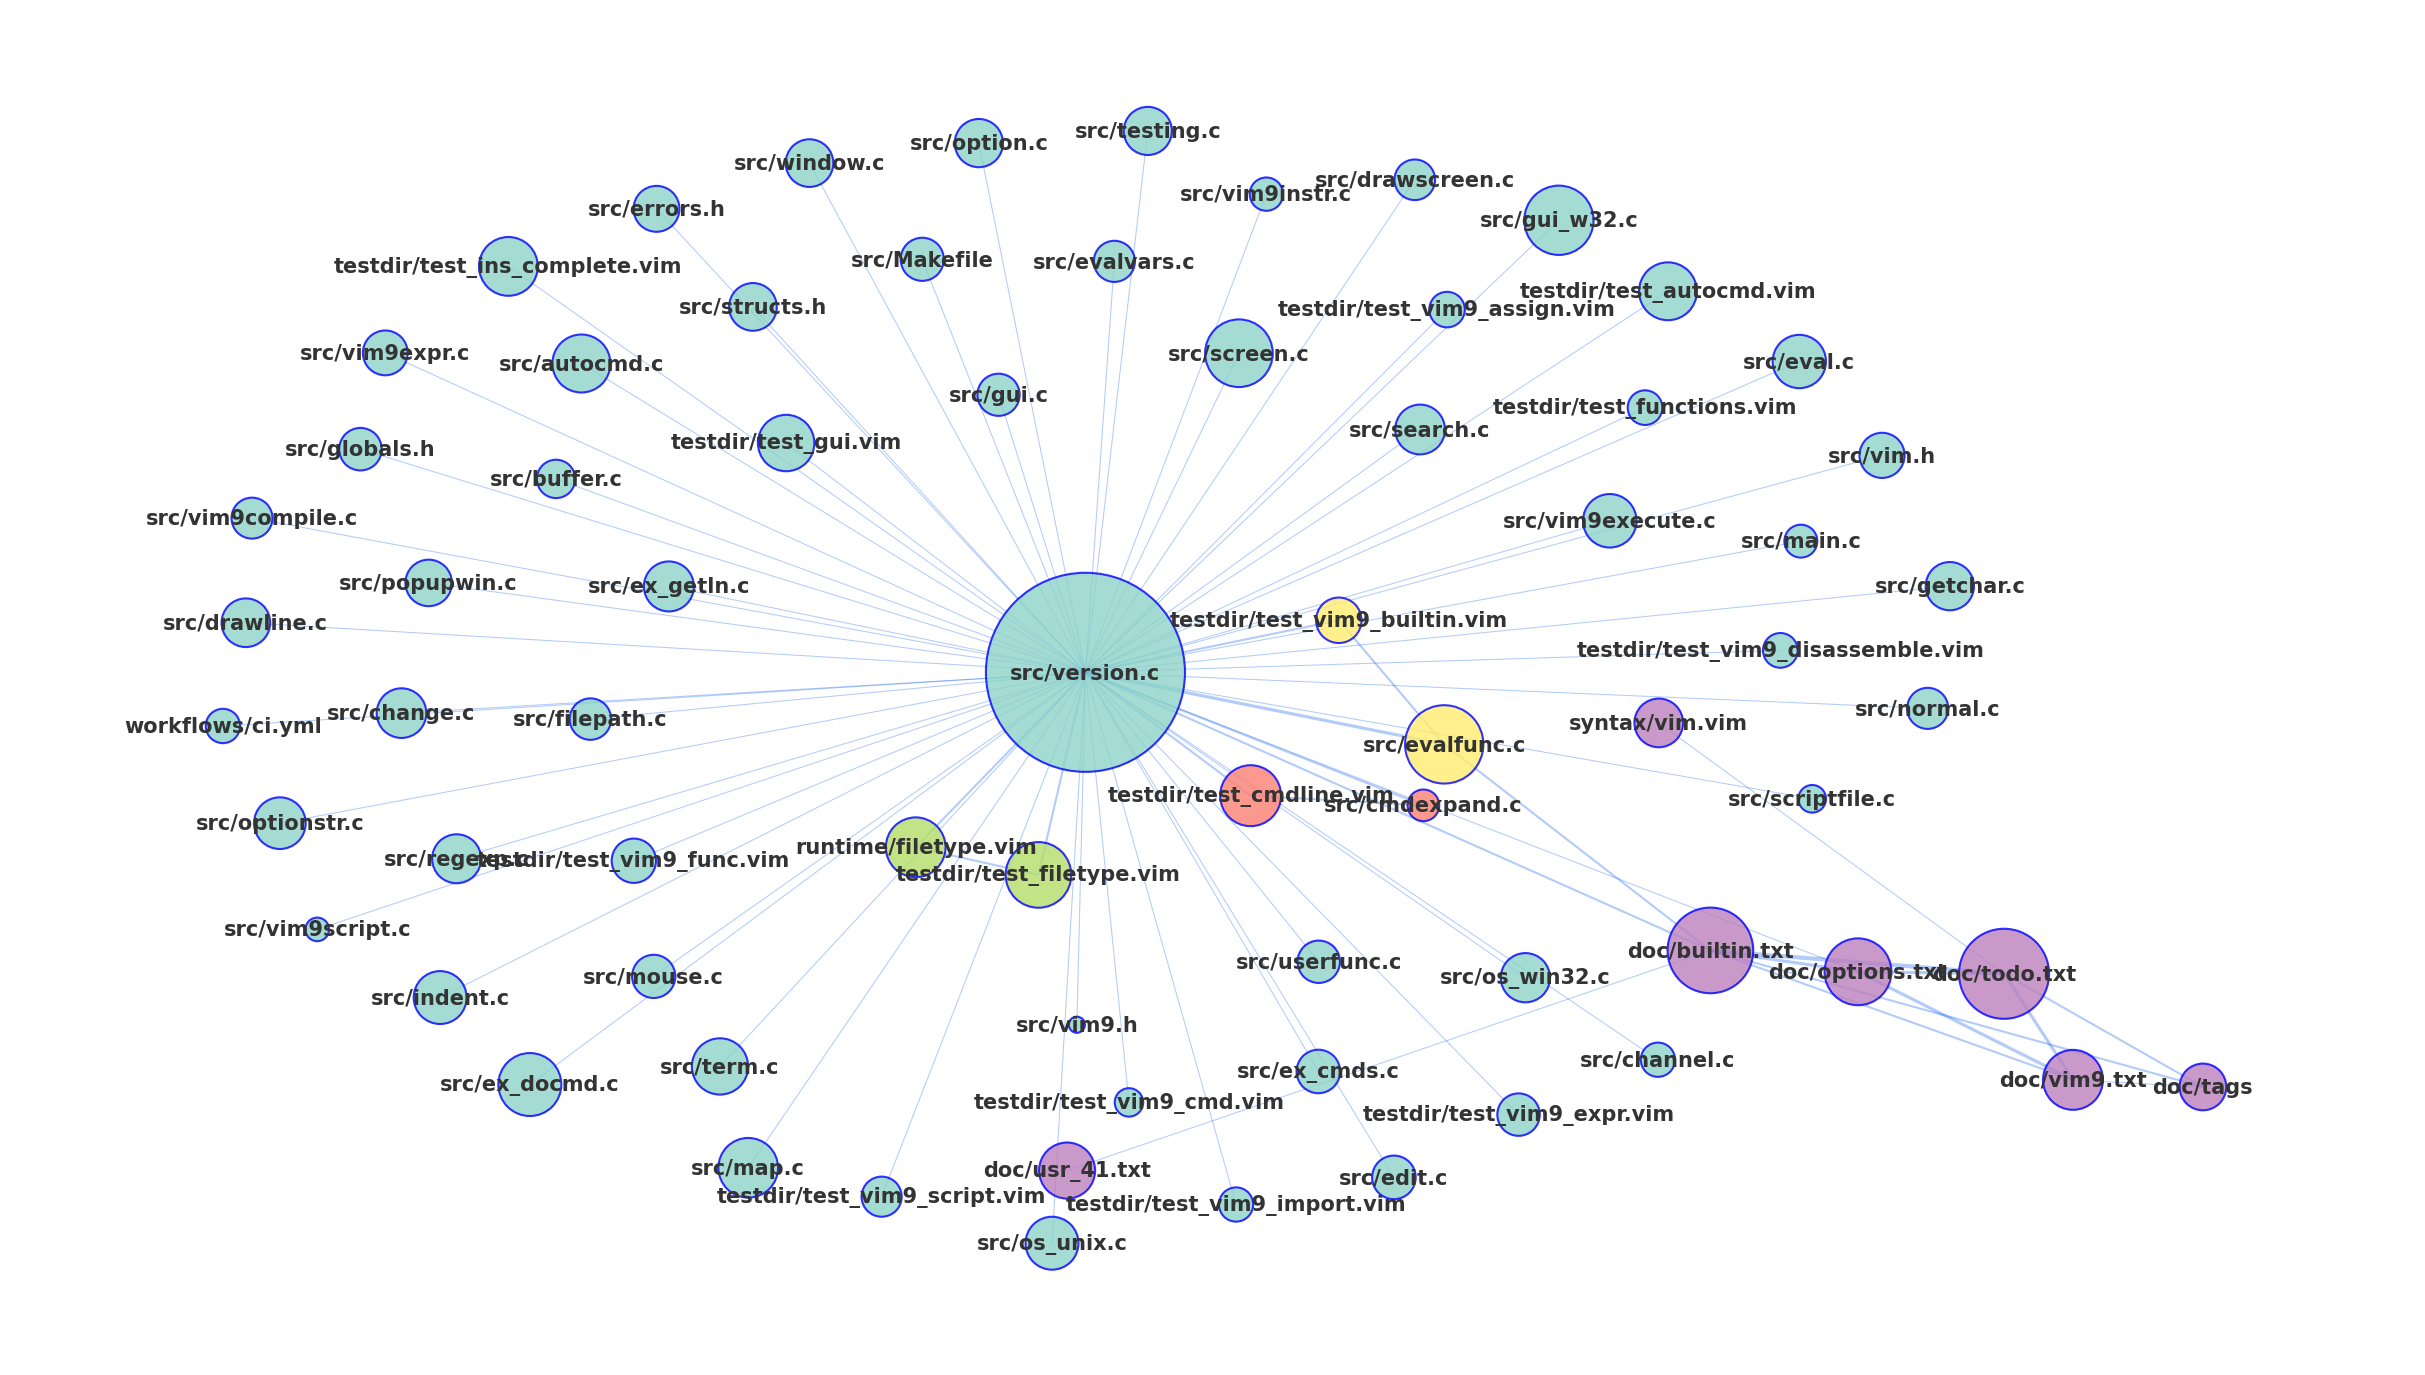 src/testing.c
src/option.c
src/window.c
src/drawscreen.c
src/vim9instr.c
src/errors.h
src/gui_w32.c
src/Makefile
src/evalvars.c
testdir/test_ins_complete.vim
testdir/test_autocmd.vim
src/structs.h
testdir/test_vim9_assign.vim
src/vim9expr.c
src/screen.c
src/autocmd.c
src/eval.c
src/gui.c
testdir/test_functions.vim
src/search.c
testdir/test_gui.vim
src/globals.h
src/vim.h
src/buffer.c
src/vim9compile.c
src/vim9execute.c
src/main.c
src/popupwin.c
src/ex_getln.c
src/getchar.c
src/drawline.c
testdir/test_vim9_builtin.vim
testdir/test_vim9_disassemble.vim
src/version.c
src/normal.c
src/change.c
src/filepath.c
workflows/ci.yml
syntax/vim.vim
src/evalfunc.c
testdir/test_cmdline.vim
src/scriptfile.c
src/cmdexpand.c
src/optionstr.c
runtime/filetype.vim
src/regexp.c
testdir/test_vim9_func.vim
testdir/test_filetype.vim
src/vim9script.c
doc/builtin.txt
src/userfunc.c
doc/options.txt
doc/todo.txt
src/mouse.c
src/os_win32.c
src/indent.c
src/vim9.h
src/channel.c
src/term.c
src/ex_cmds.c
doc/vim9.txt
src/ex_docmd.c
doc/tags
testdir/test_vim9_cmd.vim
testdir/test_vim9_expr.vim
src/map.c
doc/usr_41.txt
src/edit.c
testdir/test_vim9_script.vim
testdir/test_vim9_import.vim
src/os_unix.c